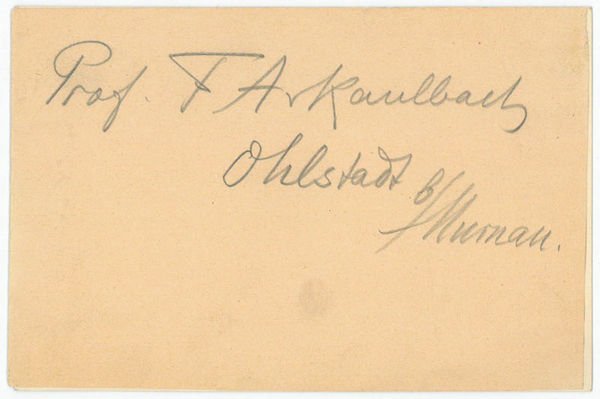 Prof. F A v Kaulbach
Ohlstadt
b/Murnau.